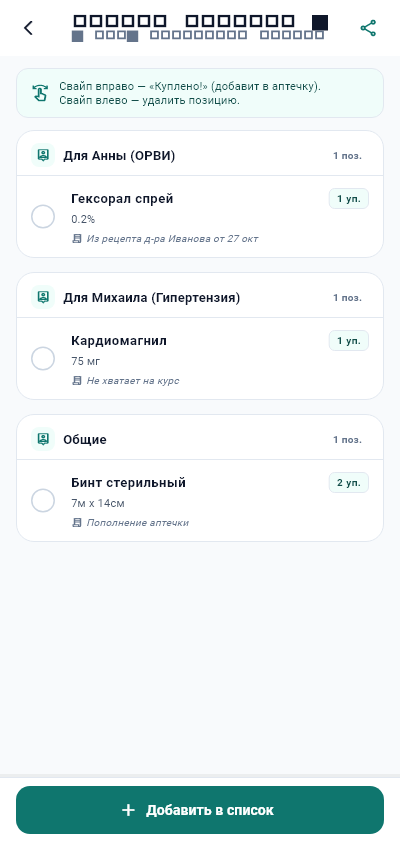 Свайп вправо — «Куплено!» (добавит в аптечку).
Свайп влево — удалить позицию.
Для Анны (ОРВИ) 1 поз.
Гексорал спрей 1 уп.
0.2%
Из рецепта д-ра Иванова от 27 окт
Для Михаила (Гипертензия) 1 поз.
Кардиомагнил 1 уп.
75 мг
Не хватает на курс
Общие 1 поз.
Бинт стерильный 2 уп.
7м x 14см
Пополнение аптечки
Добавить в список